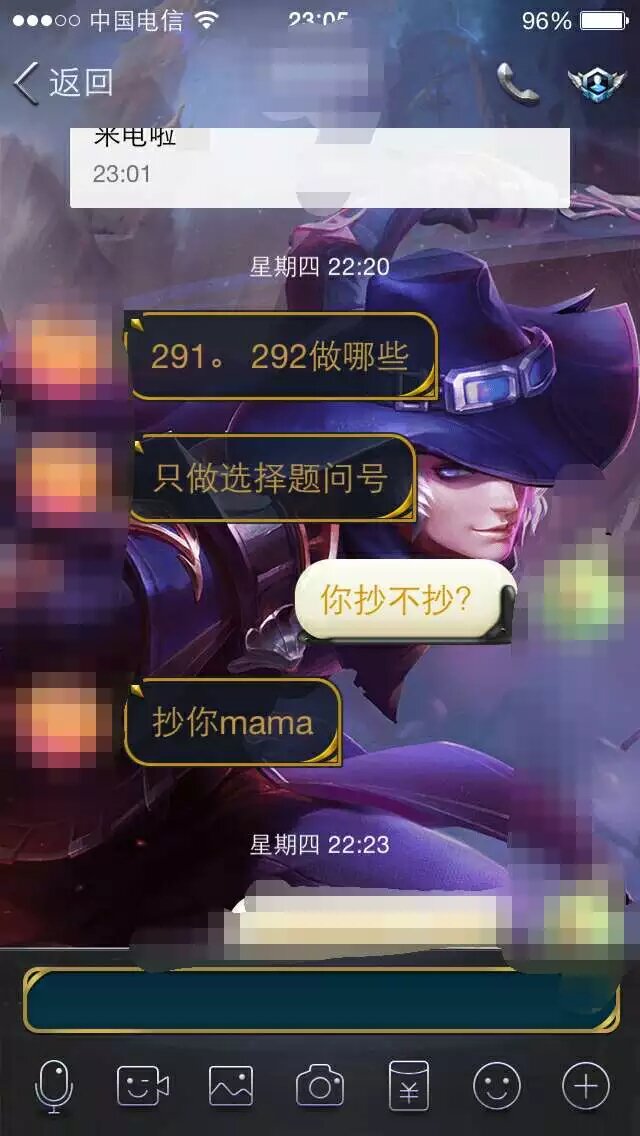 中国电信
23:05
96%
返回
来电啦
23:01
星期四 22:20
291。 292做哪些
只做选择题问号
你抄不抄?
抄你mama
星期四 22:23